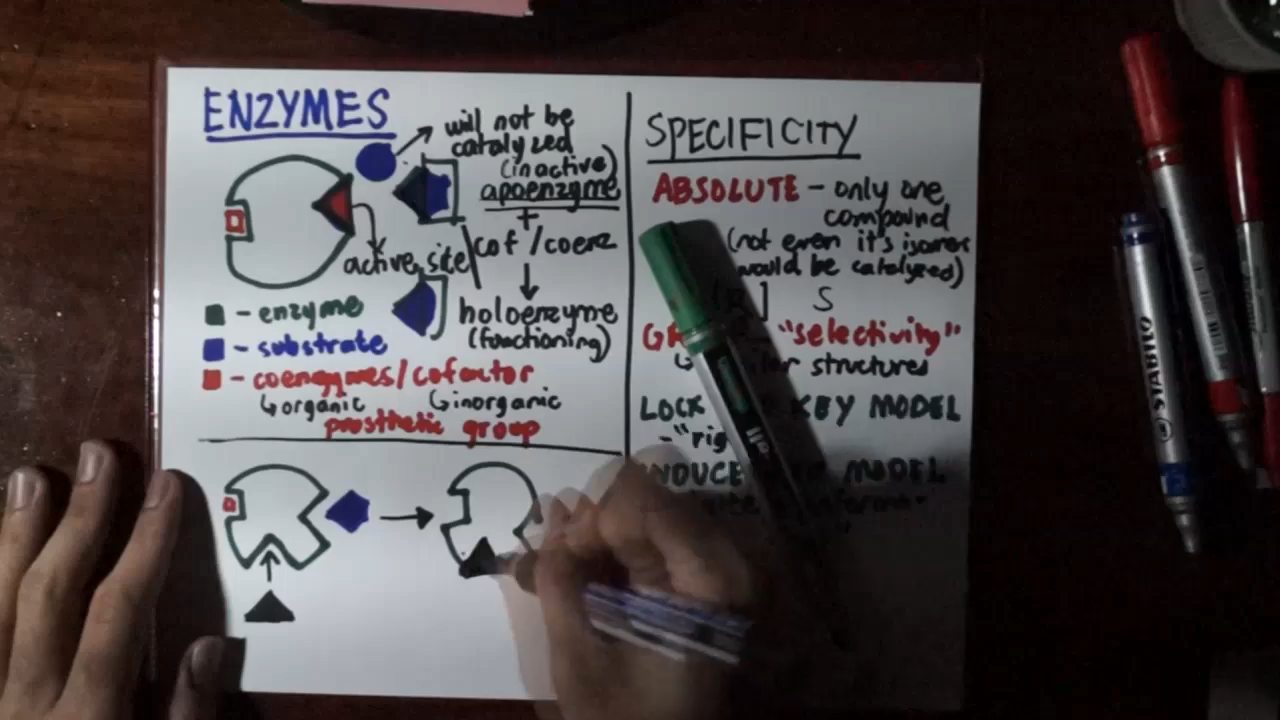 ENZYMES
will not be
catalyzed
(inactive)
apoenzyme
+
cof/coenz
active site
holoenzyme
(functioning)
- enzyme
- substrate
- coenzymes/cofactor
↳organic ↳inorganic
prosthetic group
SPECIFICITY
ABSOLUTE - only one
compound
(not even it's isomer
would be catalyzed)
] S
"selectivity"
structures
LOCK KEY MODEL
MODEL
STABILO